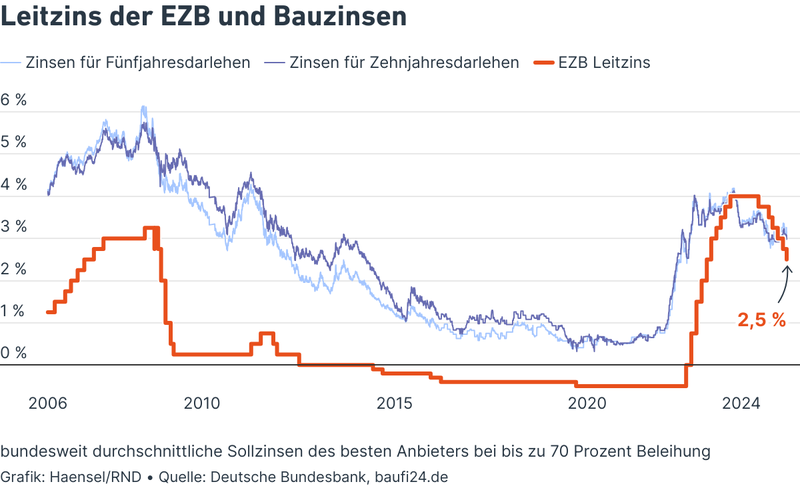 Leitzins der EZB und Bauzinsen
Zinsen für Fünfjahresdarlehen Zinsen für Zehnjahresdarlehen EZB Leitzins
6 %
5 %
4 %
3 %
2 %
1 %
0 %
2,5 %
2006 2010 2015 2020 2024
bundesweit durchschnittliche Sollzinsen des besten Anbieters bei bis zu 70 Prozent Beleihung
Grafik: Haensel/RND • Quelle: Deutsche Bundesbank, baufi24.de